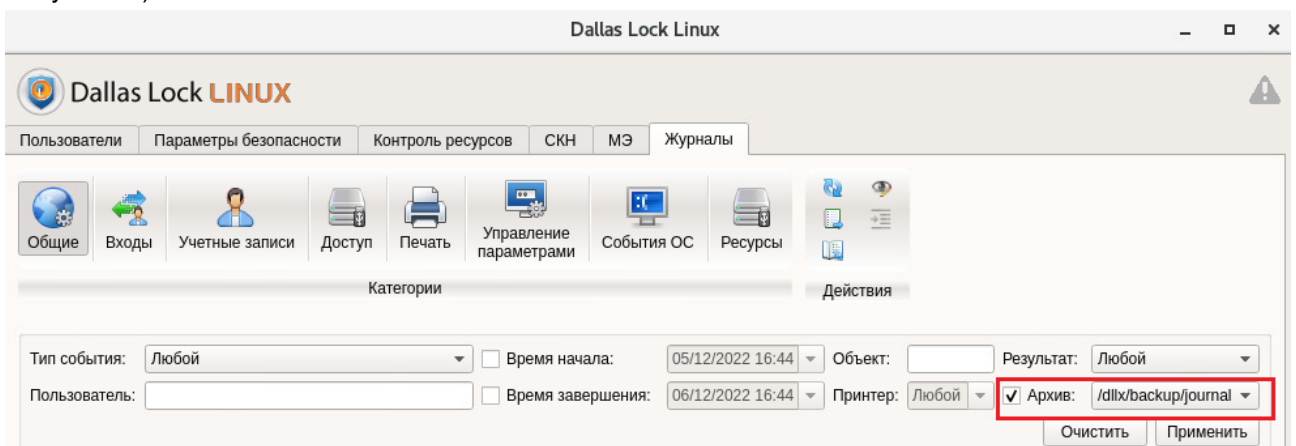 Dallas Lock Linux
Dallas Lock LINUX
Пользователи Параметры безопасности Контроль ресурсов СКН МЭ Журналы
Общие Входы Учетные записи Доступ Печать Управление параметрами События ОС Ресурсы
Категории Действия
Тип события: Любой Время начала: 05/12/2022 16:44 Объект: Результат: Любой
Пользователь: Время завершения: 06/12/2022 16:44 Принтер: Любой Архив: /dllx/backup/journal
Очистить Применить